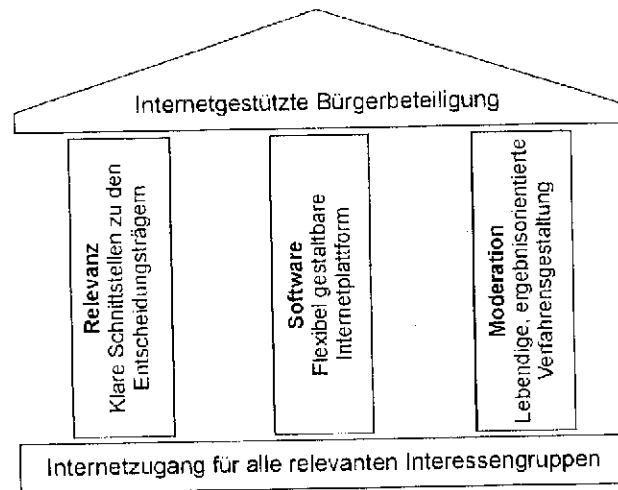 Internetgestützte Bürgerbeteiligung
Relevanz
Klare Schnittstellen zu den
Entscheidungsträgern
Software
Flexibel gestaltbare
Internetplattform
Moderation
Lebendige, ergebnisorientierte
Verfahrensgestaltung
Internetzugang für alle relevanten Interessengruppen